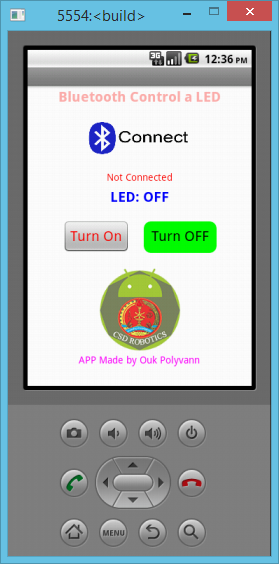 5554:<build>
3G
12:36 PM
Bluetooth Control a LED
Connect
Not Connected
LED: OFF
Turn On
Turn OFF
CSD ROBOTICS
APP Made by Ouk Polyvann
MENU